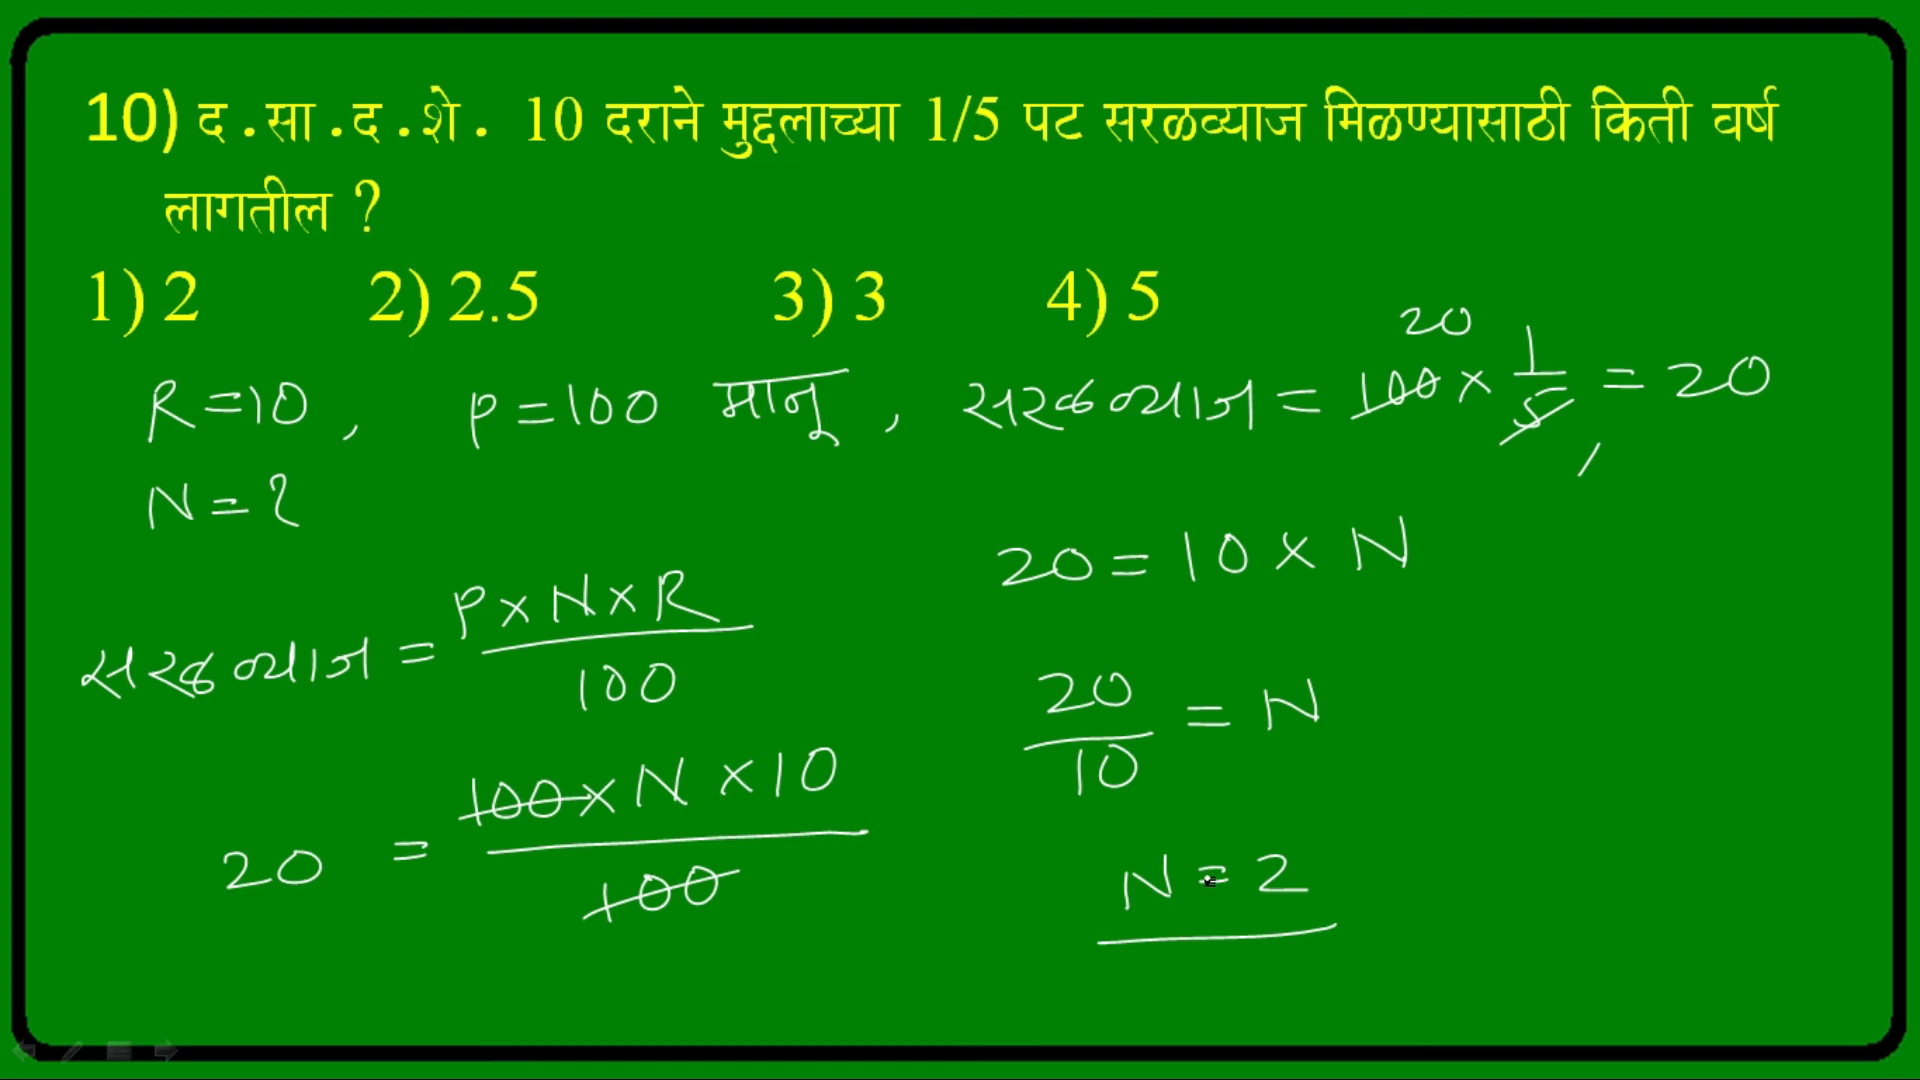 10) द.सा.द.शे. 10 दराने मुद्दलाच्या 1/5 पट सरळव्याज मिळण्यासाठी किती वर्ष
लागतील ?
1) 2 2) 2.5 3) 3 4) 5
R = 10 , P = 100 मानू , सरळव्याज = 100 × 1/5 = 20
20
N = ?
सरळव्याज = P × N × R / 100
20 = 100 × N × 10 / 100
20 = 10 × N
20/10 = N
N = 2